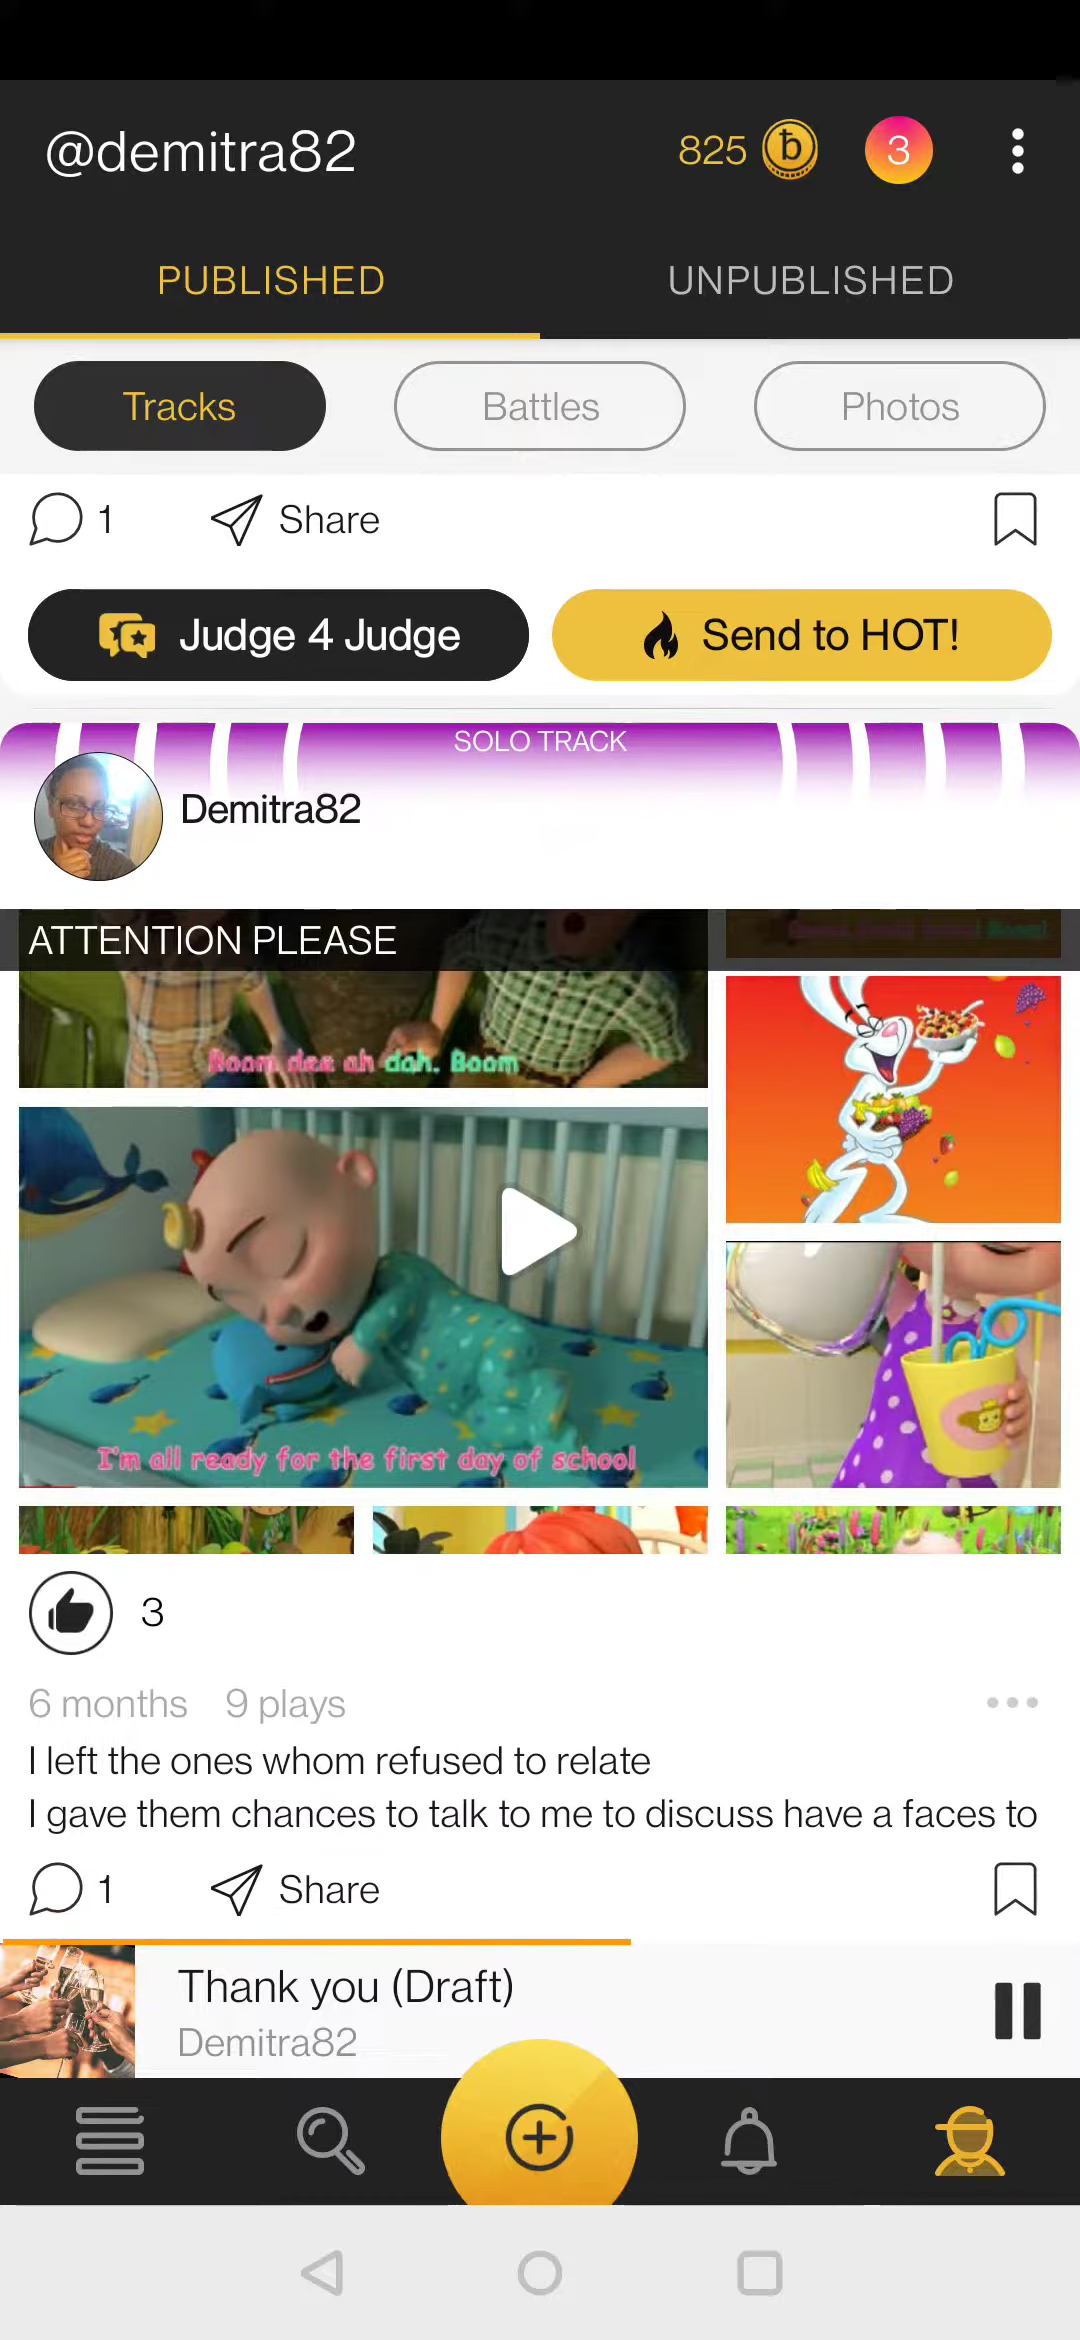 @demitra82
825
3
PUBLISHED
UNPUBLISHED
Tracks
Battles
Photos
1
Share
Judge 4 Judge
Send to HOT!
SOLO TRACK
Demitra82
ATTENTION PLEASE
Boom dee ah dah. Boom
I'm all ready for the first day of school
3
6 months
9 plays
I left the ones whom refused to relate
I gave them chances to talk to me to discuss have a faces to
1
Share
Thank you (Draft)
Demitra82